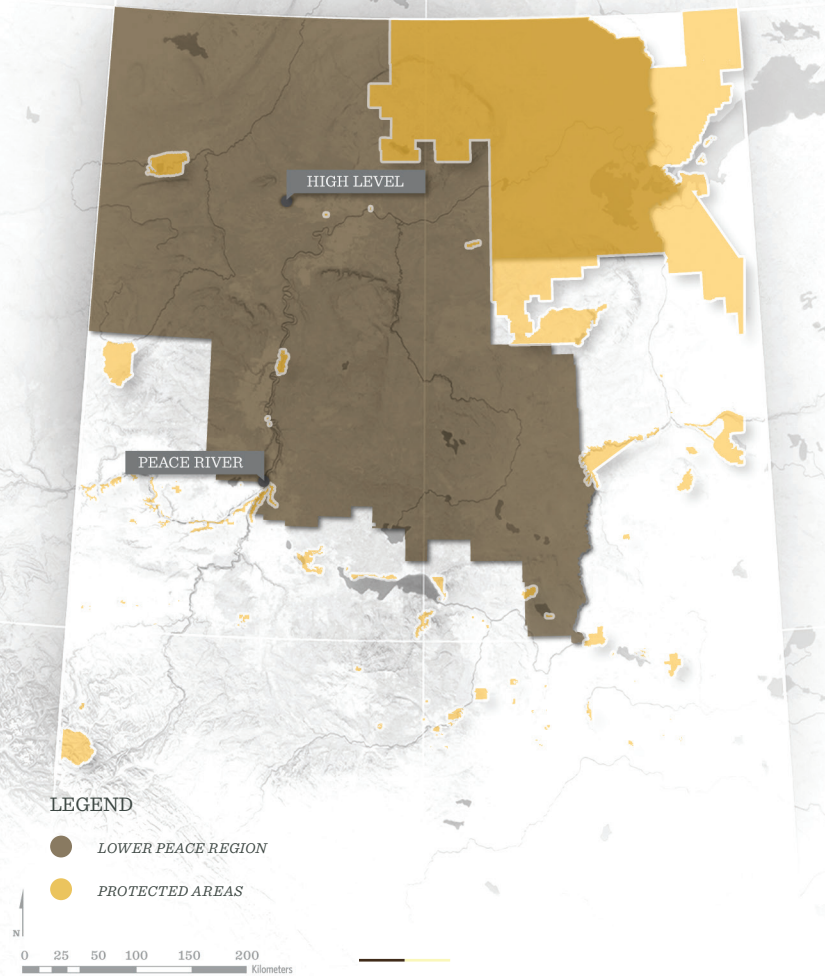 HIGH LEVEL
PEACE RIVER
LEGEND
LOWER PEACE REGION
PROTECTED AREAS
N
0 25 50 100 150 200
Kilometers